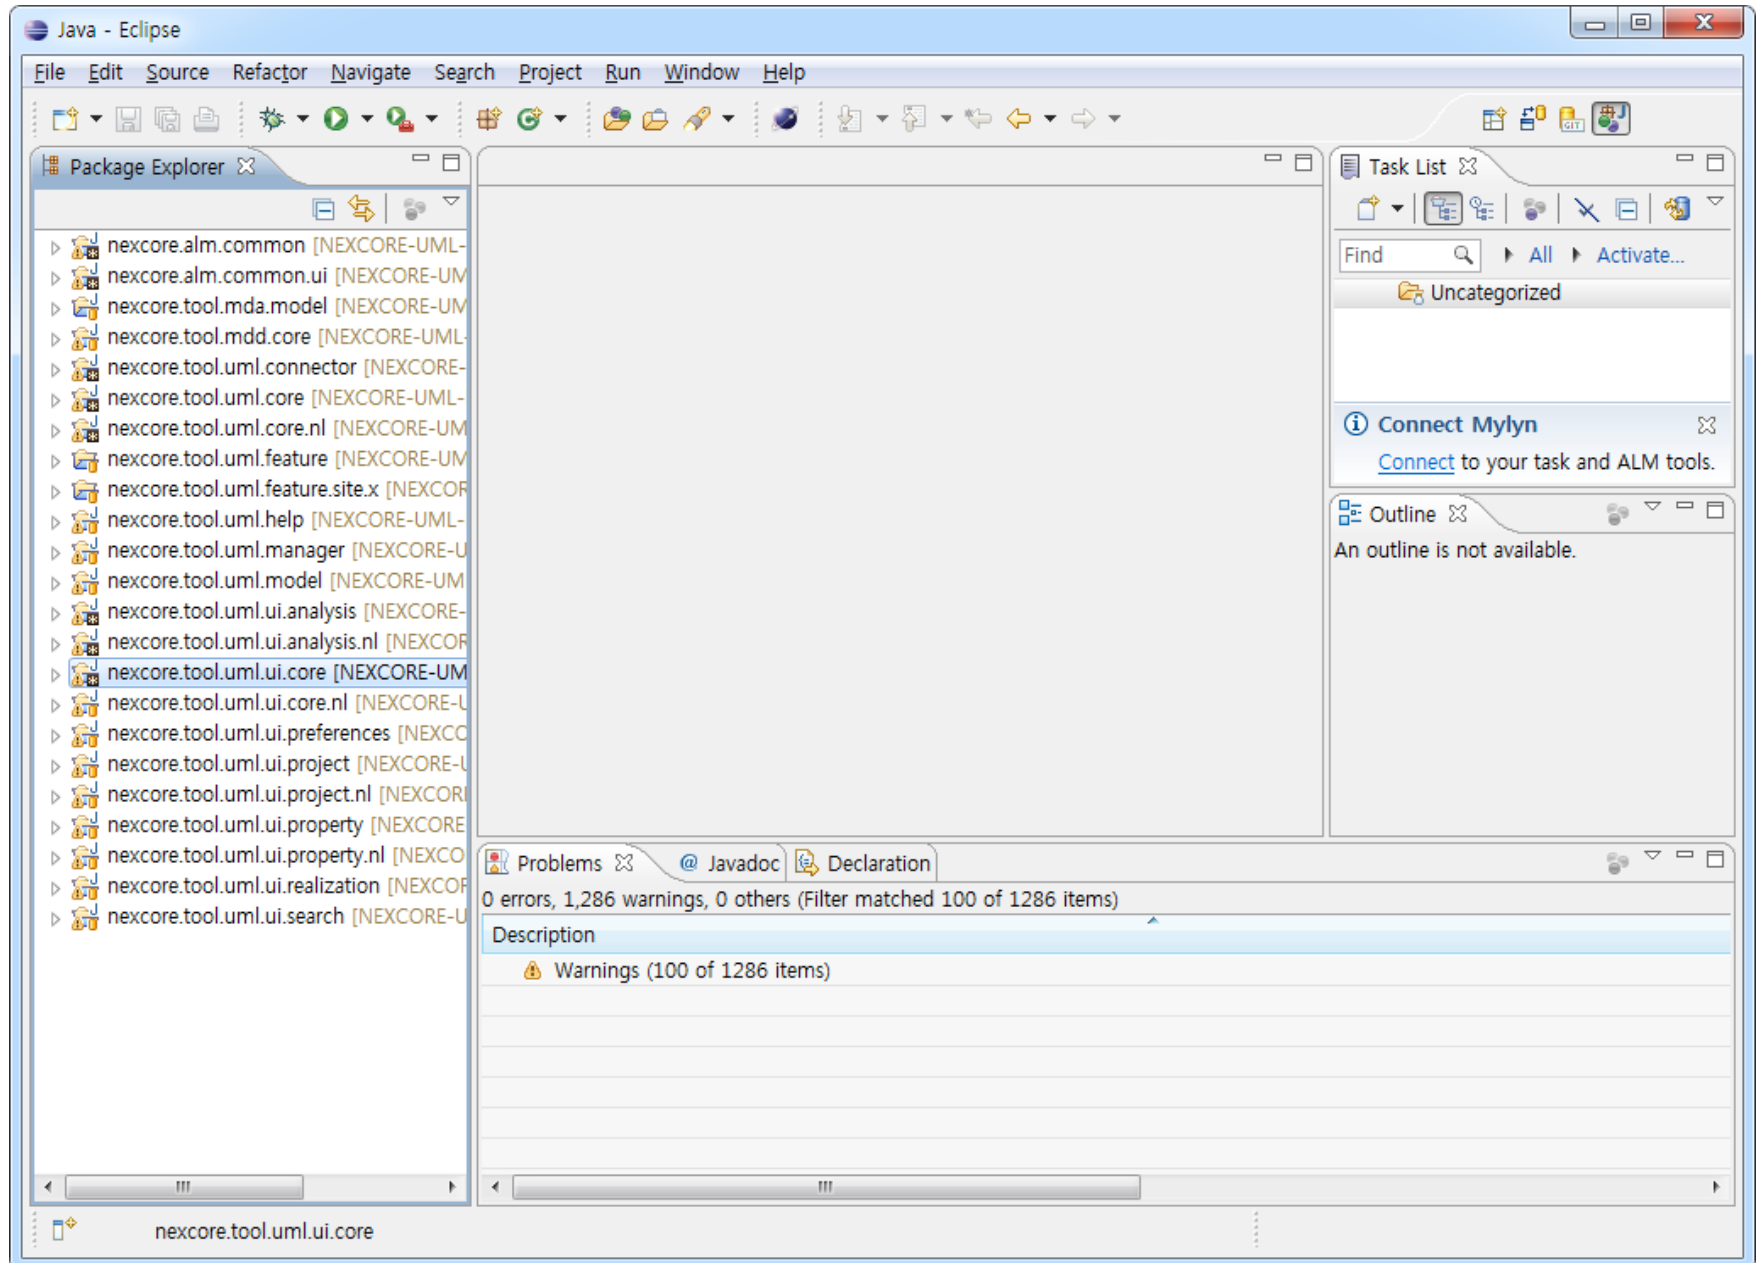 Java - Eclipse
File Edit Source Refactor Navigate Search Project Run Window Help
GIT
Package Explorer
nexcore.alm.common [NEXCORE-UML-
nexcore.alm.common.ui [NEXCORE-UM
nexcore.tool.mda.model [NEXCORE-UM
nexcore.tool.mdd.core [NEXCORE-UML-
nexcore.tool.uml.connector [NEXCORE-
nexcore.tool.uml.core [NEXCORE-UML-
nexcore.tool.uml.core.nl [NEXCORE-UM
nexcore.tool.uml.feature [NEXCORE-UM
nexcore.tool.uml.feature.site.x [NEXCOR
nexcore.tool.uml.help [NEXCORE-UML-
nexcore.tool.uml.manager [NEXCORE-U
nexcore.tool.uml.model [NEXCORE-UM
nexcore.tool.uml.ui.analysis [NEXCORE-
nexcore.tool.uml.ui.analysis.nl [NEXCOR
nexcore.tool.uml.ui.core [NEXCORE-UM
nexcore.tool.uml.ui.core.nl [NEXCORE-U
nexcore.tool.uml.ui.preferences [NEXCO
nexcore.tool.uml.ui.project [NEXCORE-U
nexcore.tool.uml.ui.project.nl [NEXCORE
nexcore.tool.uml.ui.property [NEXCORE
nexcore.tool.uml.ui.property.nl [NEXCO
nexcore.tool.uml.ui.realization [NEXCOR
nexcore.tool.uml.ui.search [NEXCORE-U
Task List
Find All Activate...
Uncategorized
Connect Mylyn
Connect to your task and ALM tools.
Outline
An outline is not available.
Problems @ Javadoc Declaration
0 errors, 1,286 warnings, 0 others (Filter matched 100 of 1286 items)
Description
Warnings (100 of 1286 items)
nexcore.tool.uml.ui.core